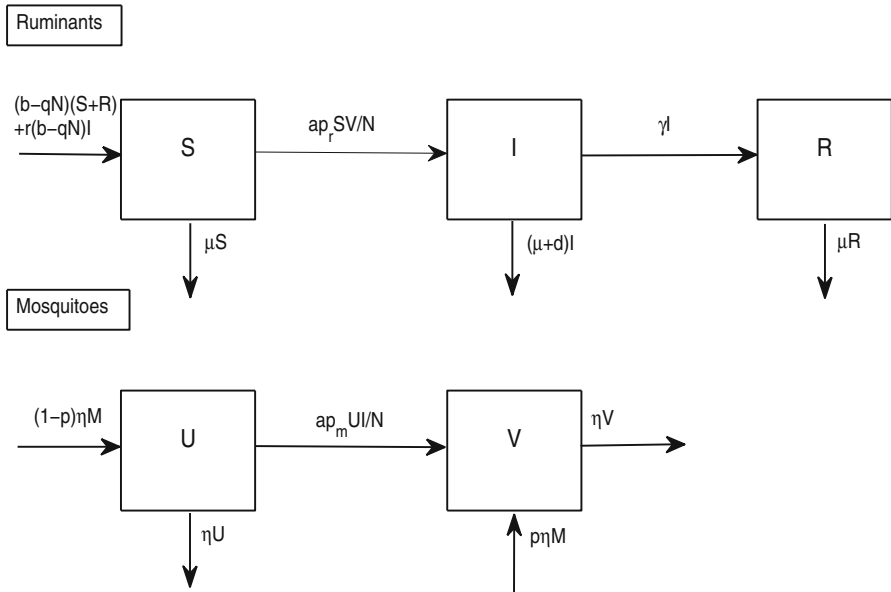 Ruminants
(b−qN)(S+R)
+r(b−qN)I
S
ap_rSV/N
I
γI
R
μS
(μ+d)I
μR
Mosquitoes
(1−p)ηM
U
ap_mUI/N
V
ηV
ηU
pηM